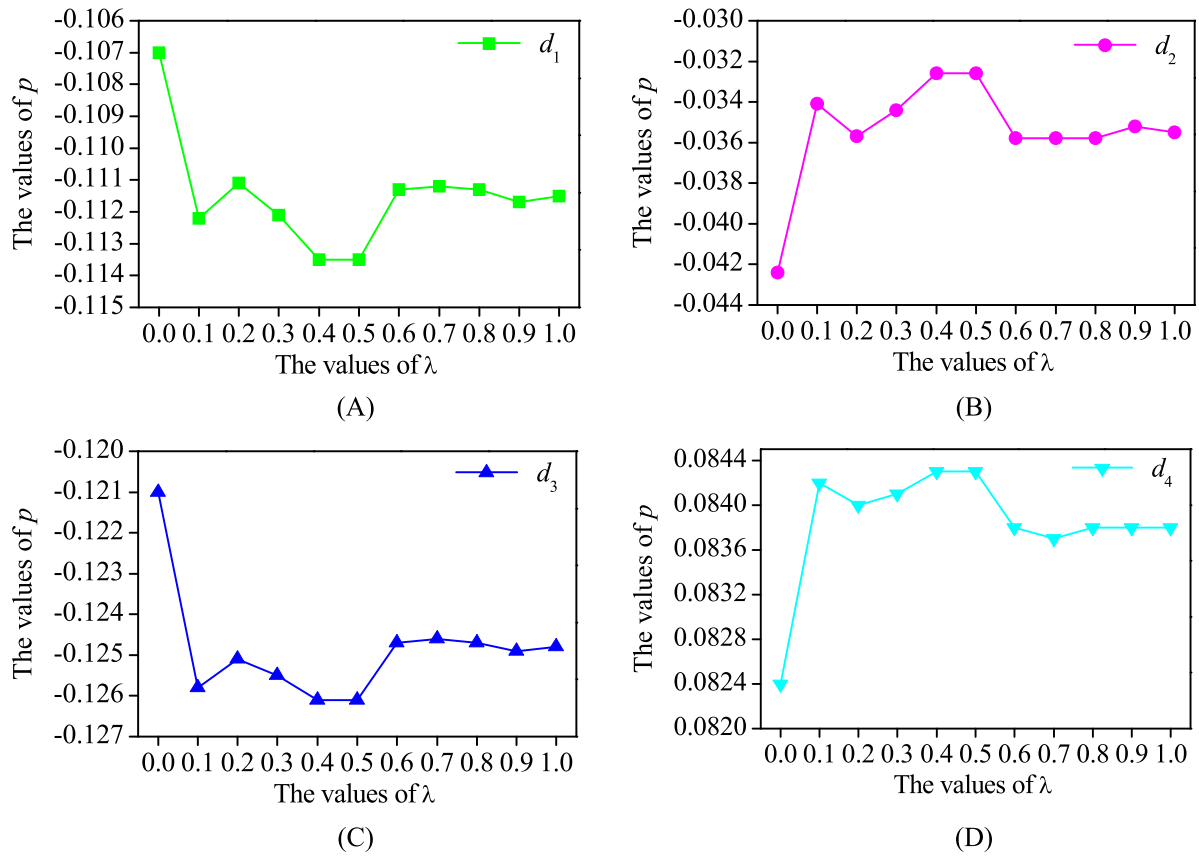 The values of p
-0.106
-0.107
-0.108
-0.109
-0.110
-0.111
-0.112
-0.113
-0.114
-0.115
d1
0.0 0.1 0.2 0.3 0.4 0.5 0.6 0.7 0.8 0.9 1.0
The values of λ
(A)
The values of p
-0.030
-0.032
-0.034
-0.036
-0.038
-0.040
-0.042
-0.044
d2
0.0 0.1 0.2 0.3 0.4 0.5 0.6 0.7 0.8 0.9 1.0
The values of λ
(B)
The values of p
-0.120
-0.121
-0.122
-0.123
-0.124
-0.125
-0.126
-0.127
d3
0.0 0.1 0.2 0.3 0.4 0.5 0.6 0.7 0.8 0.9 1.0
The values of λ
(C)
The values of p
0.0844
0.0840
0.0836
0.0832
0.0828
0.0824
0.0820
d4
0.0 0.1 0.2 0.3 0.4 0.5 0.6 0.7 0.8 0.9 1.0
The values of λ
(D)